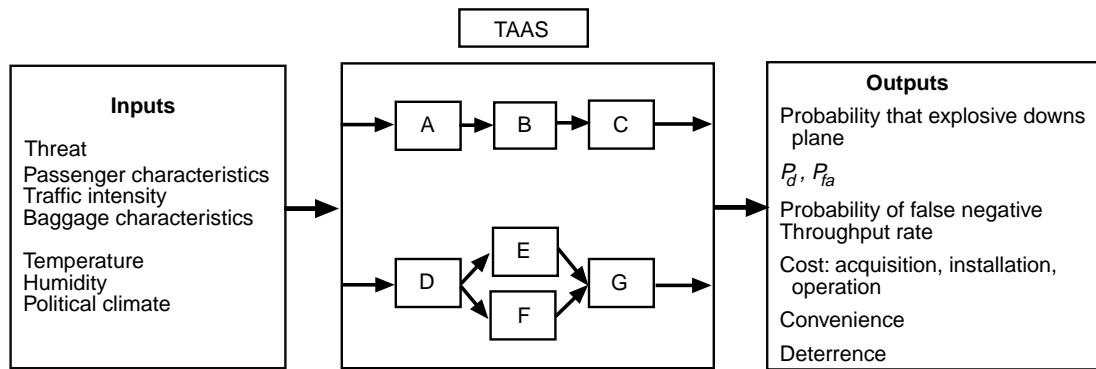 TAAS
Inputs
Threat
Passenger characteristics
Traffic intensity
Baggage characteristics
Temperature
Humidity
Political climate
A
B
C
D
E
F
G
Outputs
Probability that explosive downs
plane
Pd, Pfa
Probability of false negative
Throughput rate
Cost: acquisition, installation,
operation
Convenience
Deterrence